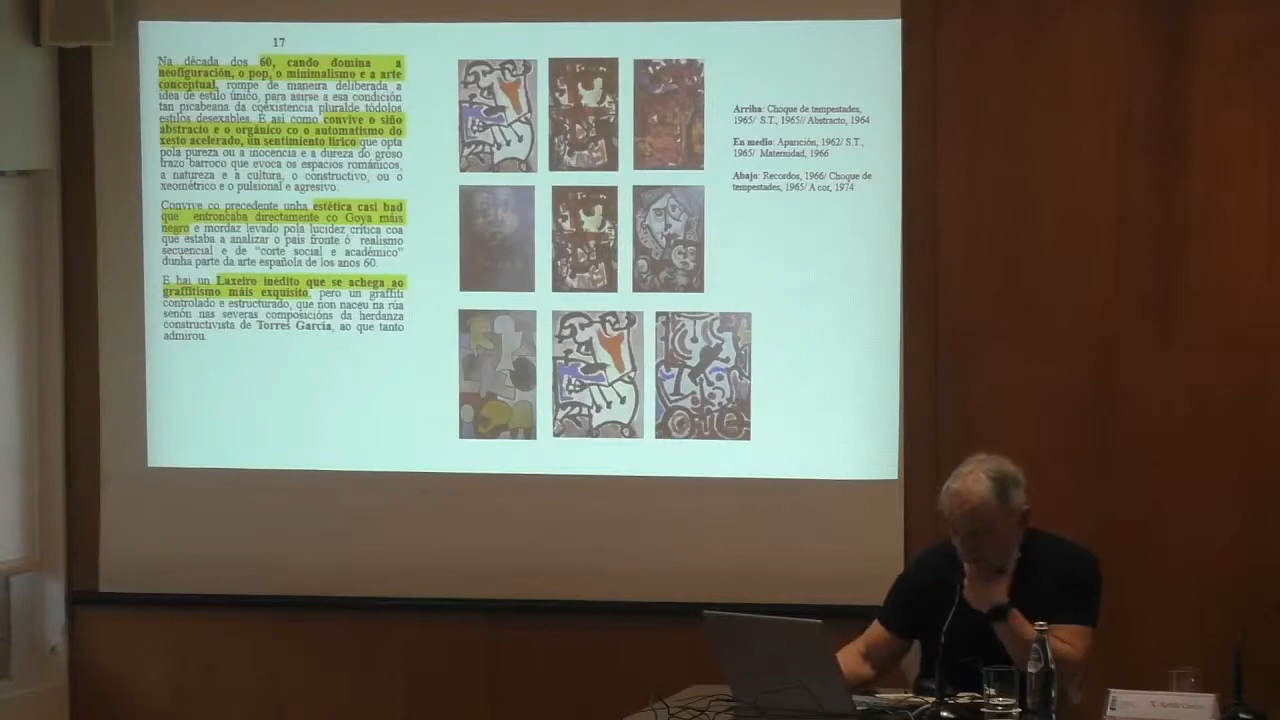 17
Na década dos 60, cando domina a
neofiguración, o pop, o minimalismo e a arte
conceptual, rompe de maneira deliberada a
idea de estilo único, para asirse a esa condición
tan picabeana da coexistencia pluralde tódolos
estilos desexables. E asi como convive o siño
abstracto e o orgánico co o automatismo do
xesto acelerado, un sentimiento lírico que opta
pola pureza ou a inocencia e a dureza do groso
trazo barroco que evoca os espacios románicos,
a natureza e a cultura, o constructivo, ou o
xeométrico e o pulsional e agresivo.
Convive co precedente unha estética casi bad
que entroncaba directamente co Goya máis
negro e mordaz levado pola lucidez crítica coa
que estaba a analizar o país fronte ó realismo
secuencial e de “corte social e académico”
dunha parte da arte española de los anos 60.
E hai un Laxeiro inédito que se achega ao
graffitismo máis exquisito, pero un graffiti
controlado e estructurado, que non naceu na rúa
senón nas severas composicións da herdanza
constructivista de Torres García, ao que tanto
admirou.
Arriba: Choque de tempestades,
1965/ S.T., 1965// Abstracto, 1964
En medio: Aparición, 1962/ S.T.,
1965/ Maternidad, 1966
Abajo: Recordos, 1966/ Choque de
tempestades, 1965/ A cor, 1974